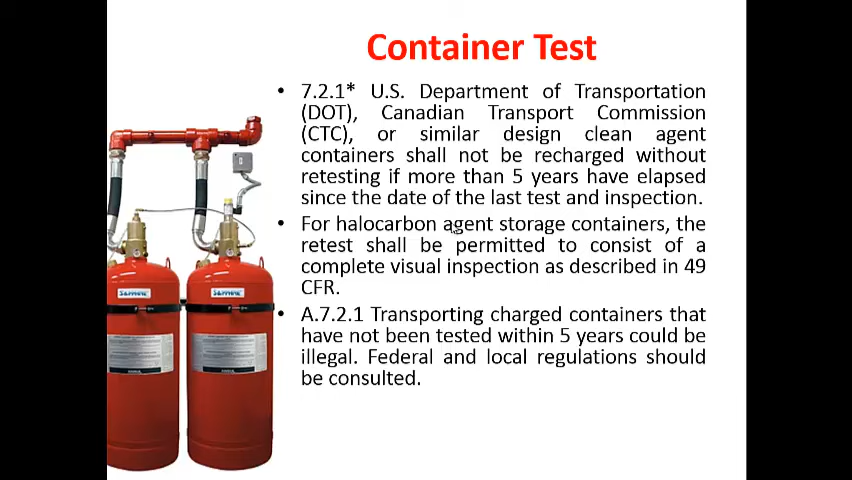 Container Test
• 7.2.1* U.S. Department of Transportation
(DOT), Canadian Transport Commission
(CTC), or similar design clean agent
containers shall not be recharged without
retesting if more than 5 years have elapsed
since the date of the last test and inspection.
• For halocarbon agent storage containers, the
retest shall be permitted to consist of a
complete visual inspection as described in 49
CFR.
• A.7.2.1 Transporting charged containers that
have not been tested within 5 years could be
illegal. Federal and local regulations should
be consulted.